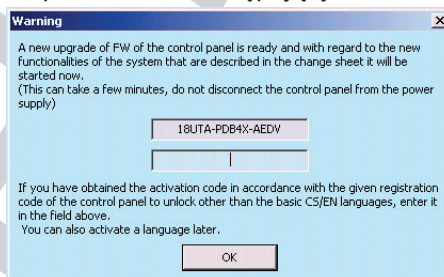 Warning
A new upgrade of FW of the control panel is ready and with regard to the new
functionalities of the system that are described in the change sheet it will be
started now.
(This can take a few minutes, do not disconnect the control panel from the power
supply)
18UTA-PDB4X-AEDV
If you have obtained the activation code in accordance with the given registration
code of the control panel to unlock other than the basic CS/EN languages, enter it
in the field above.
You can also activate a language later.
OK